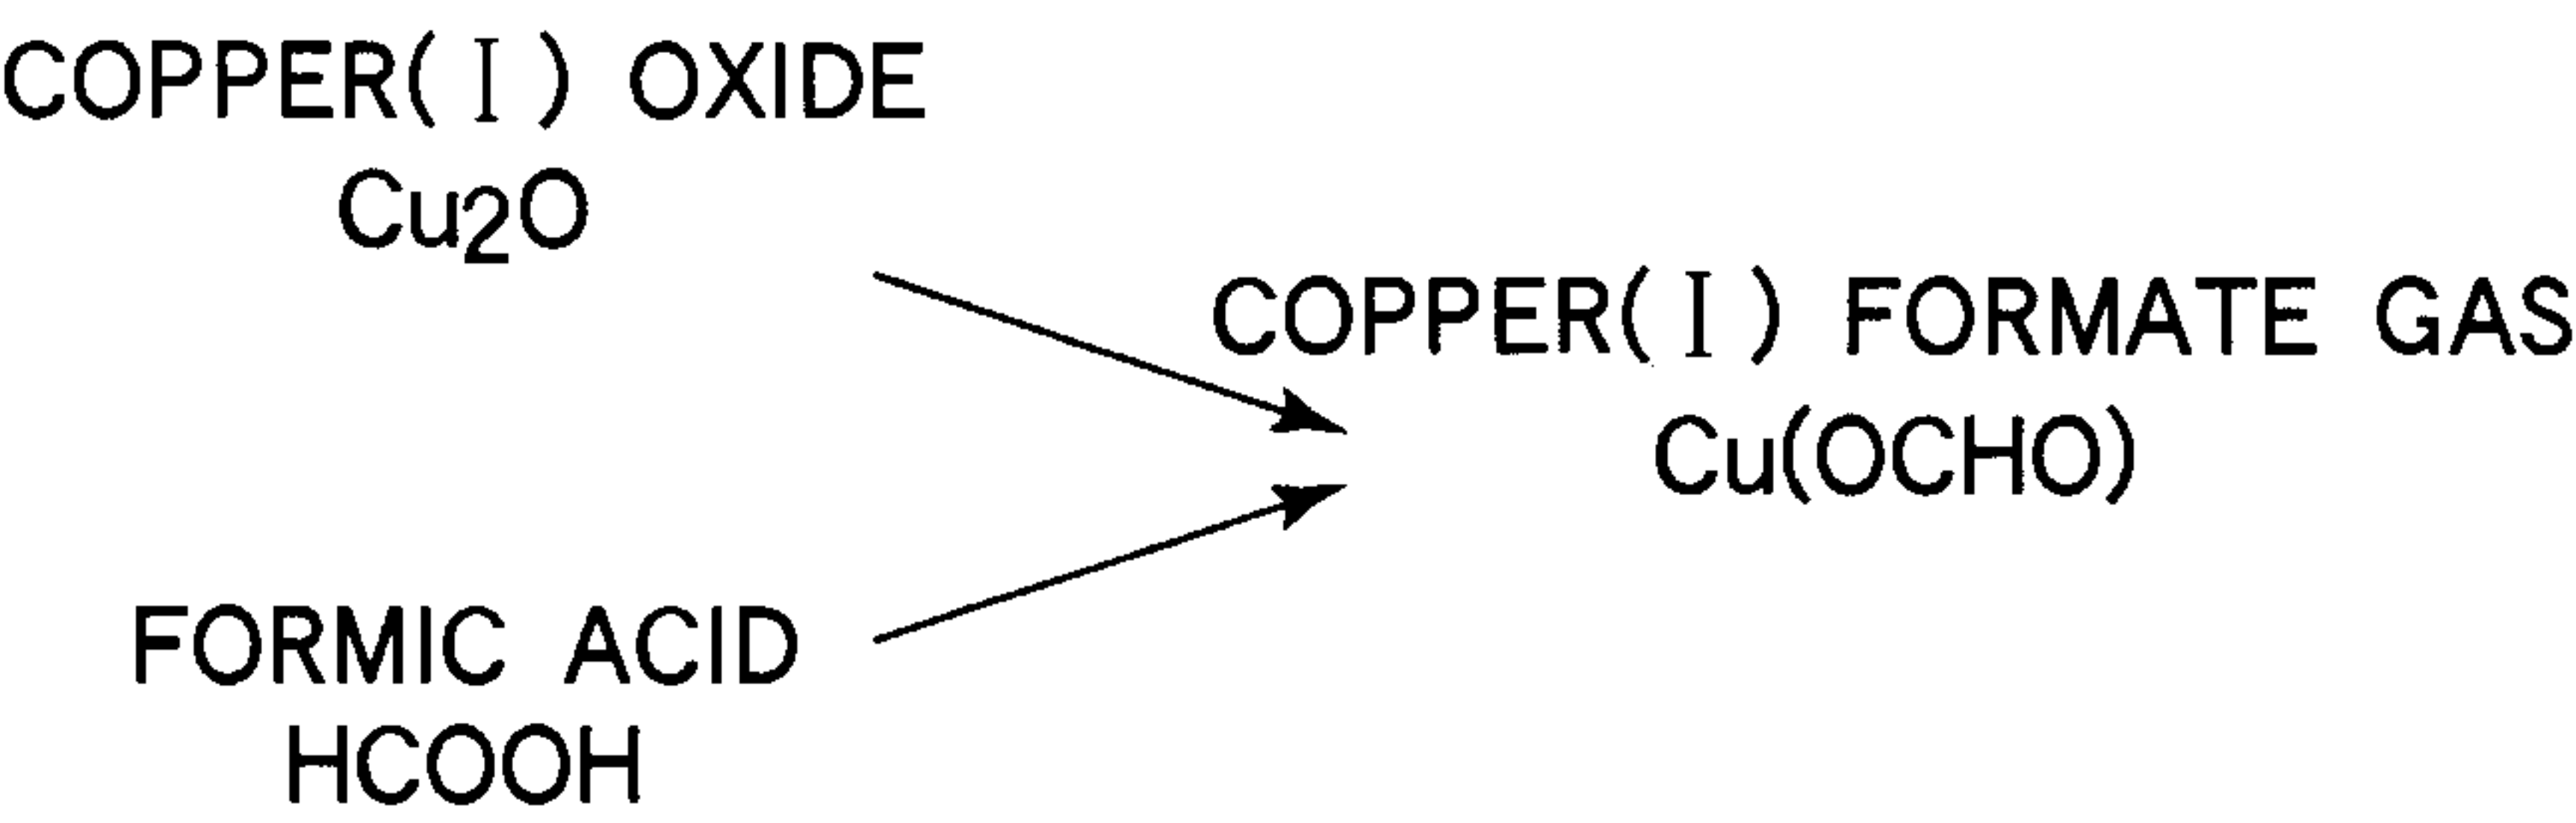 COPPER(I) OXIDE
Cu2O
COPPER(I) FORMATE GAS
Cu(OCHO)
FORMIC ACID
HCOOH